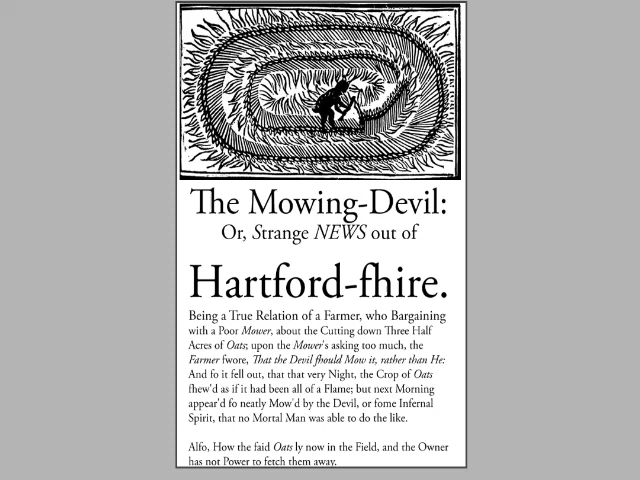 The Mowing-Devil:
Or, Strange NEWS out of
Hartford-ſhire.
Being a True Relation of a Farmer, who Bargaining
with a Poor Mower, about the Cutting down Three Half
Acres of Oats; upon the Mower's asking too much, the
Farmer ſwore, That the Devil ſhould Mow it, rather than He:
And ſo it fell out, that that very Night, the Crop of Oats
ſhew'd as if it had been all of a Flame; but next Morning
appear'd ſo neatly Mow'd by the Devil, or ſome Infernal
Spirit, that no Mortal Man was able to do the like.
Alſo, How the ſaid Oats ly now in the Field, and the Owner
has not Power to fetch them away.